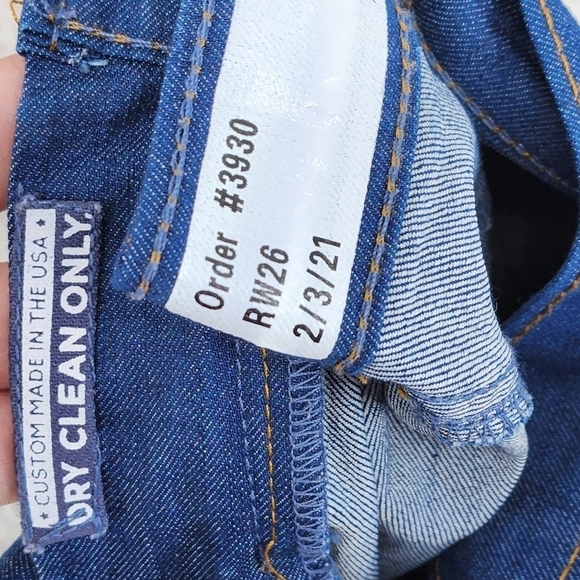 Order #3930
RW26
2/3/21
★ CUSTOM MADE IN THE USA ★
DRY CLEAN ONLY.